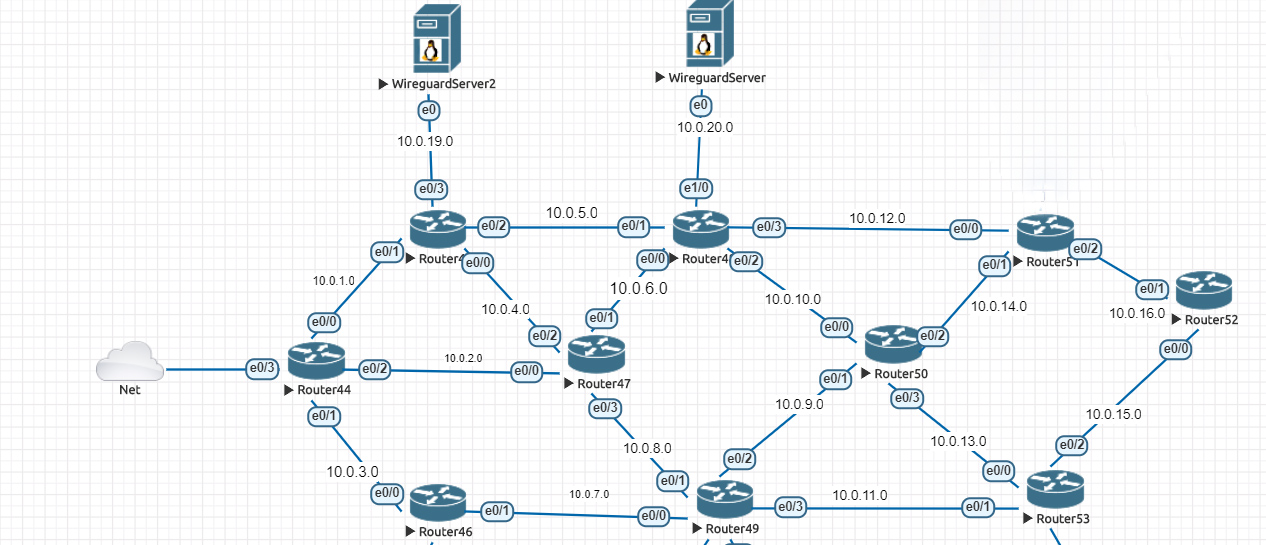 WireguardServer2
WireguardServer
e0
e0
10.0.19.0
10.0.20.0
e0/3
e1/0
e0/2
10.0.5.0
e0/1
e0/3
10.0.12.0
e0/0
e0/1
Router4
e0/0
e0/0
Router4
e0/2
e0/1
Router51
e0/2
10.0.1.0
10.0.4.0
10.0.6.0
10.0.10.0
10.0.14.0
e0/1
10.0.16.0
Router52
e0/0
e0/2
e0/1
e0/0
e0/2
e0/0
Net
e0/3
Router44
e0/2
10.0.2.0
e0/0
Router47
e0/1
Router50
e0/1
e0/3
10.0.9.0
e0/3
10.0.15.0
10.0.3.0
10.0.8.0
e0/2
10.0.13.0
e0/2
e0/0
Router46
e0/1
10.0.7.0
e0/0
e0/1
Router49
e0/3
10.0.11.0
e0/1
e0/0
Router53